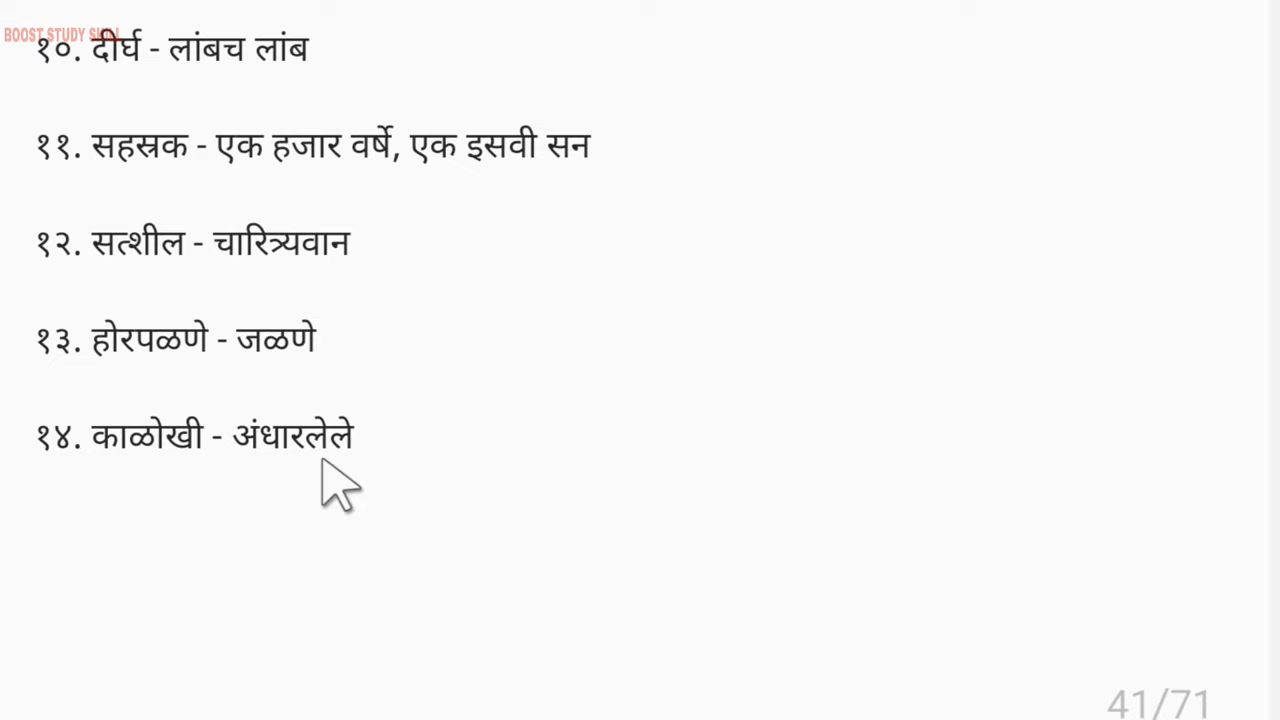 BOOST STUDY SKILL
१०. दीर्घ - लांबच लांब
११. सहस्रक - एक हजार वर्षे, एक इसवी सन
१२. सत्शील - चारित्र्यवान
१३. होरपळणे - जळणे
१४. काळोखी - अंधारलेले
41/71